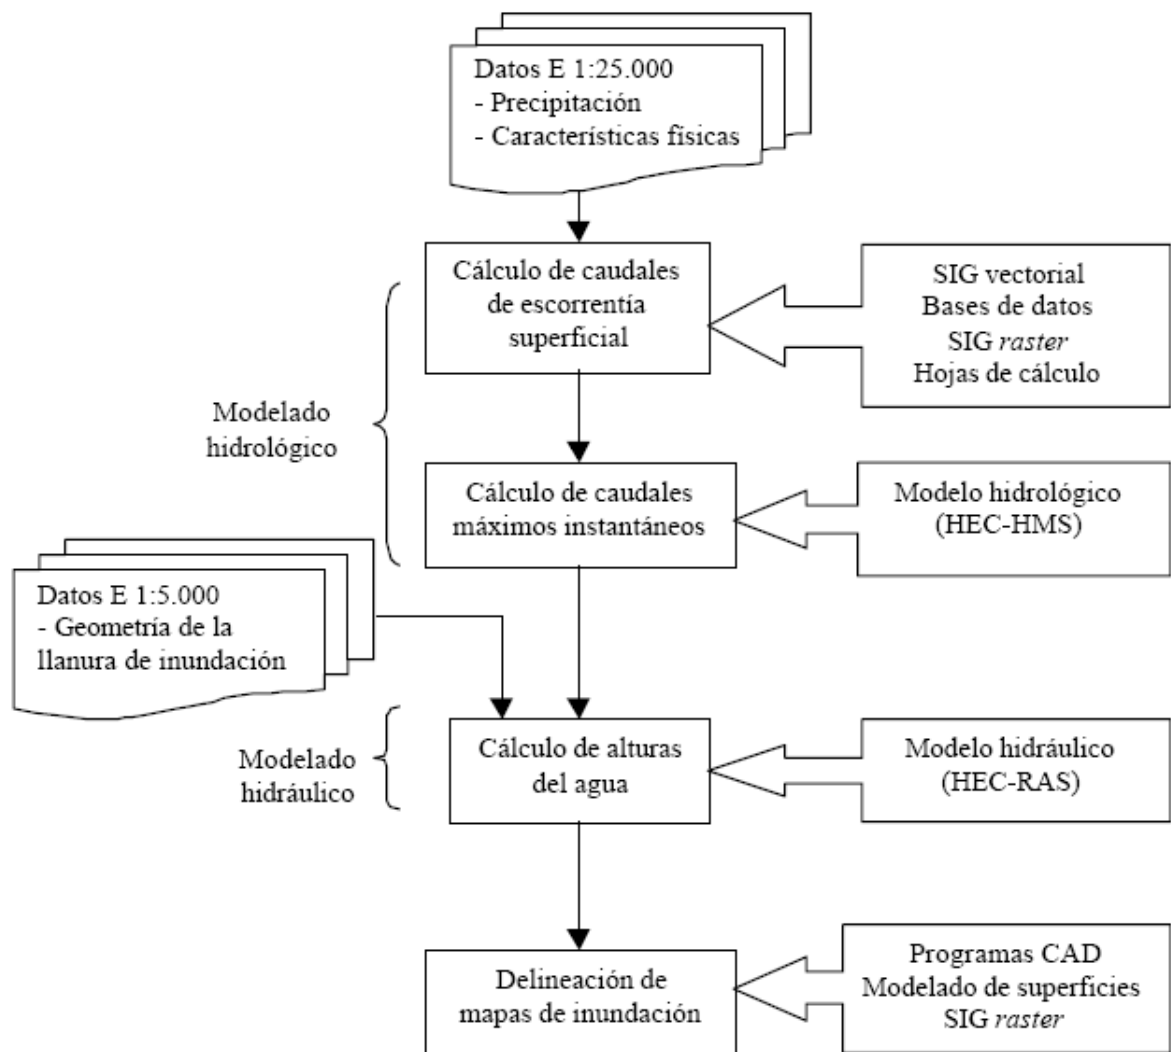 Datos E 1:25.000
- Precipitación
- Característícas físicas
Cálculo de caudales
de escorrentía
superficial
SIG vectorial
Bases de datos
SIG raster
Hojas de cálculo
Modelado
hidrológico
Cálculo de caudales
máximos instantáneos
Modelo hidrológico
(HEC-HMS)
Datos E 1:5.000
- Geometría de la
llanura de inundación
Modelado
hidráulico
Cálculo de alturas
del agua
Modelo hidráulico
(HEC-RAS)
Delineación de
mapas de inundación
Programas CAD
Modelado de superficies
SIG raster